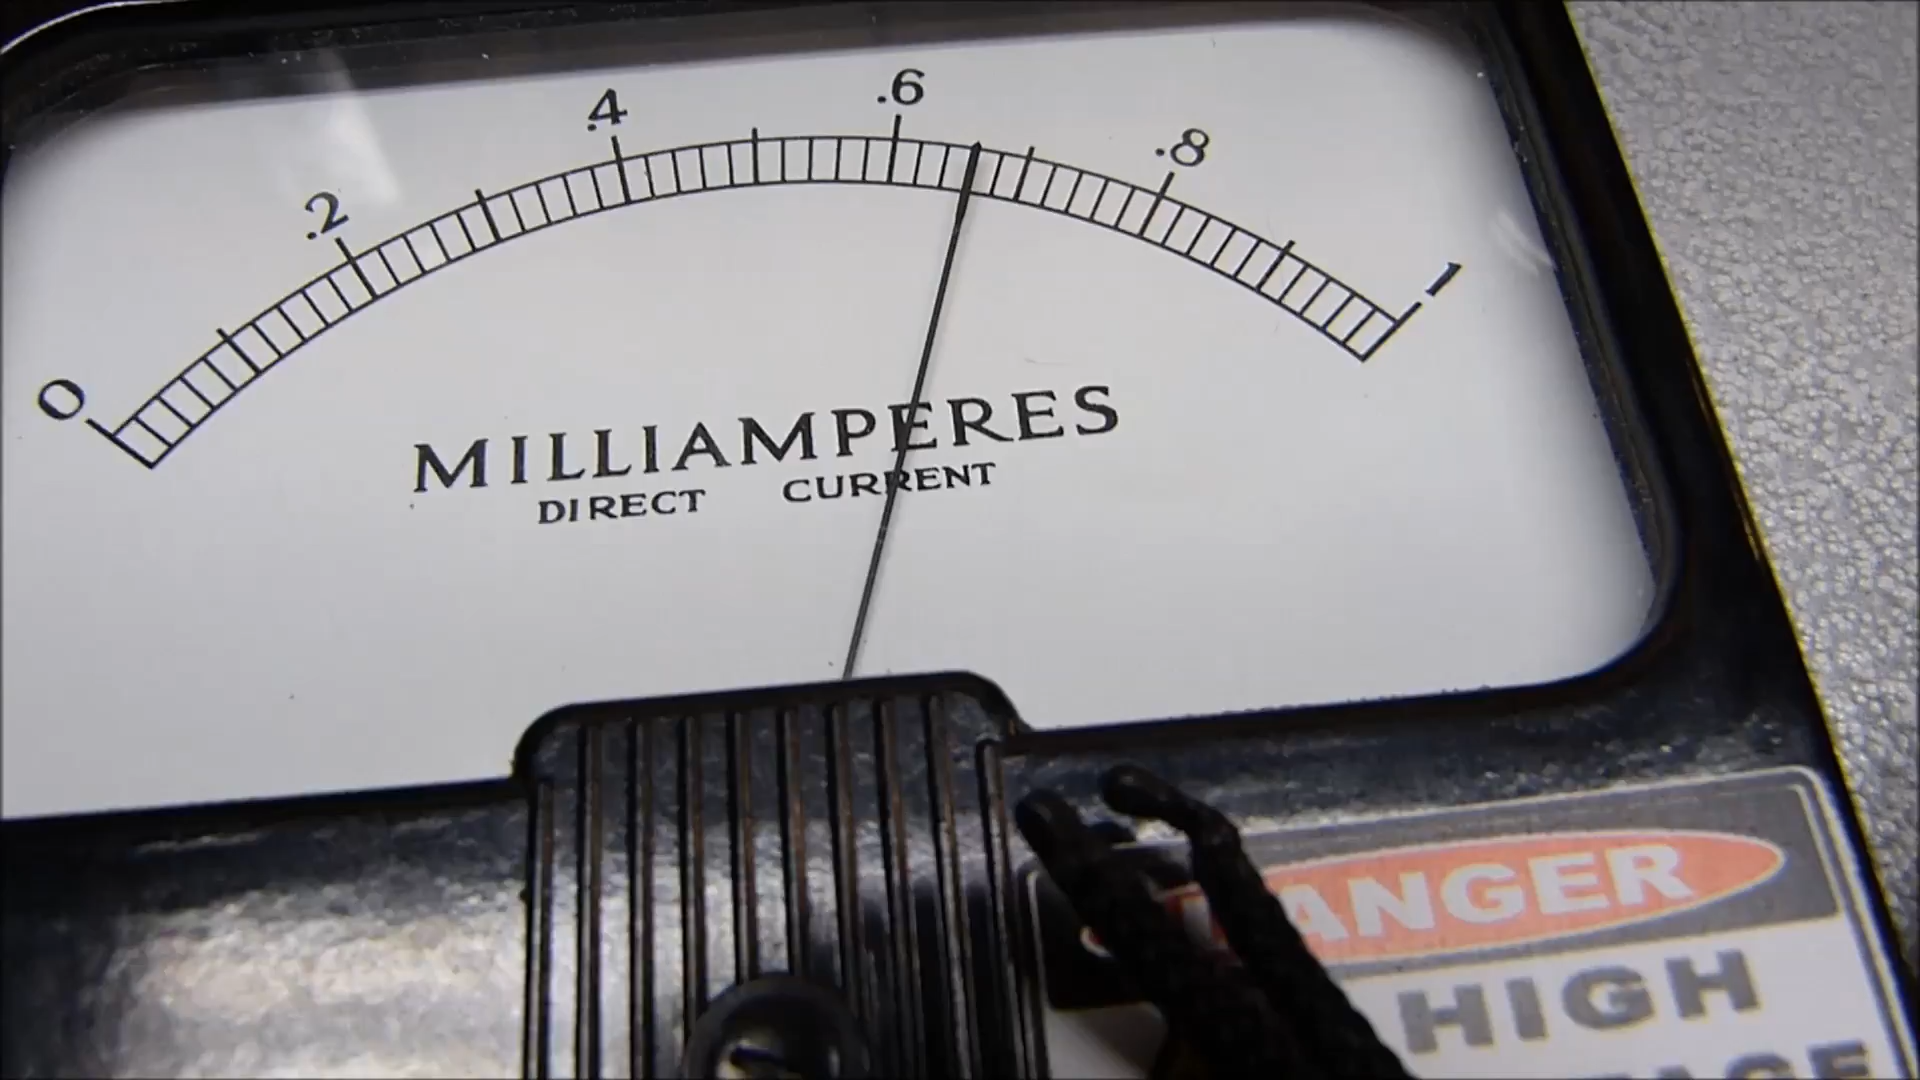 0 .2 .4 .6 .8 1
MILLIAMPERES
DIRECT CURRENT
ANGER
HIGH